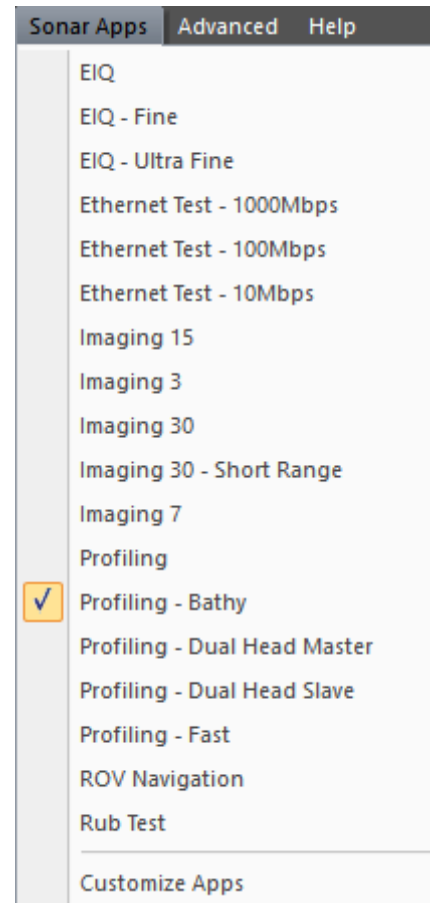 Sonar Apps Advanced Help
EIQ
EIQ - Fine
EIQ - Ultra Fine
Ethernet Test - 1000Mbps
Ethernet Test - 100Mbps
Ethernet Test - 10Mbps
Imaging 15
Imaging 3
Imaging 30
Imaging 30 - Short Range
Imaging 7
Profiling
Profiling - Bathy
Profiling - Dual Head Master
Profiling - Dual Head Slave
Profiling - Fast
ROV Navigation
Rub Test
Customize Apps